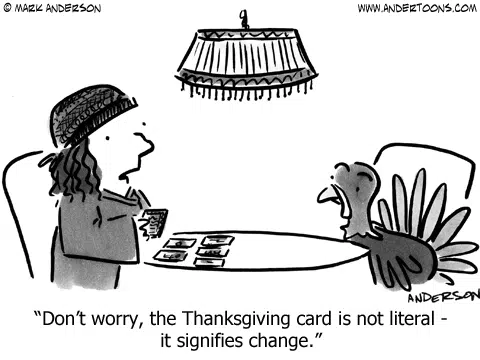 © MARK ANDERSON
WWW.ANDERTOONS.COM
ANDERSON
“Don’t worry, the Thanksgiving card is not literal -
it signifies change.”